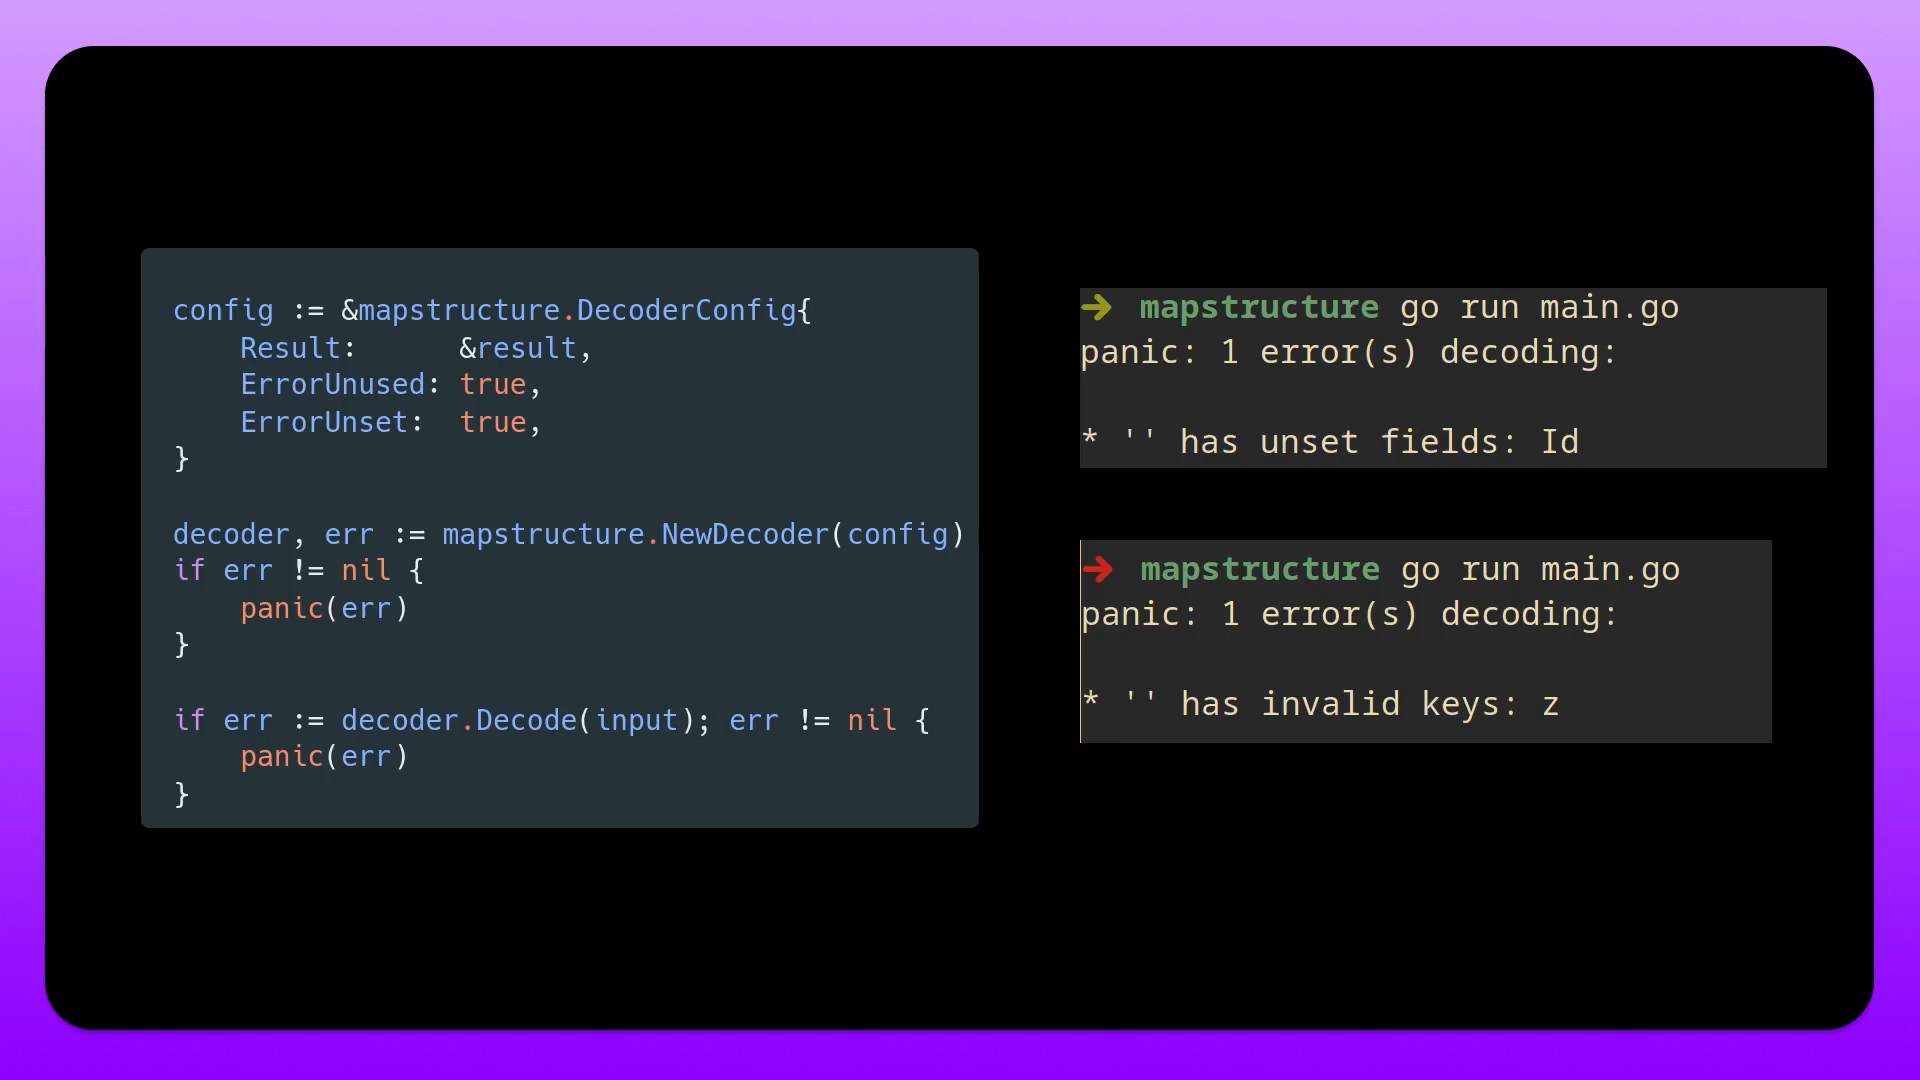 config := &mapstructure.DecoderConfig{
    Result:      &result,
    ErrorUnused: true,
    ErrorUnset:  true,
}

decoder, err := mapstructure.NewDecoder(config)
if err != nil {
    panic(err)
}

if err := decoder.Decode(input); err != nil {
    panic(err)
}

➜ mapstructure go run main.go
panic: 1 error(s) decoding:

* '' has unset fields: Id

➜ mapstructure go run main.go
panic: 1 error(s) decoding:

* '' has invalid keys: z